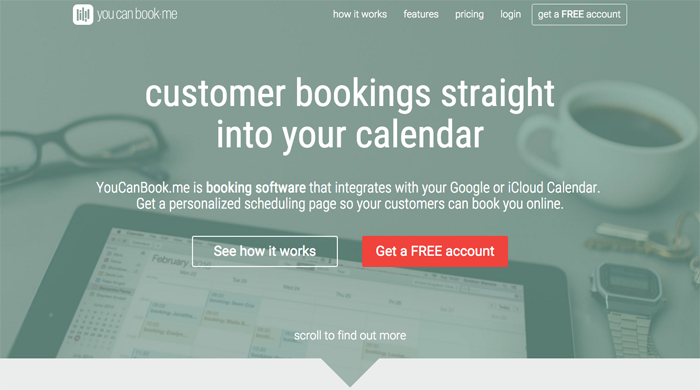 you can book me
how it works
features
pricing
login
get a FREE account
customer bookings straight
into your calendar
YouCanBook.me is booking software that integrates with your Google or iCloud Calendar.
Get a personalized scheduling page so your customers can book you online.
See how it works
Get a FREE account
February
scroll to find out more